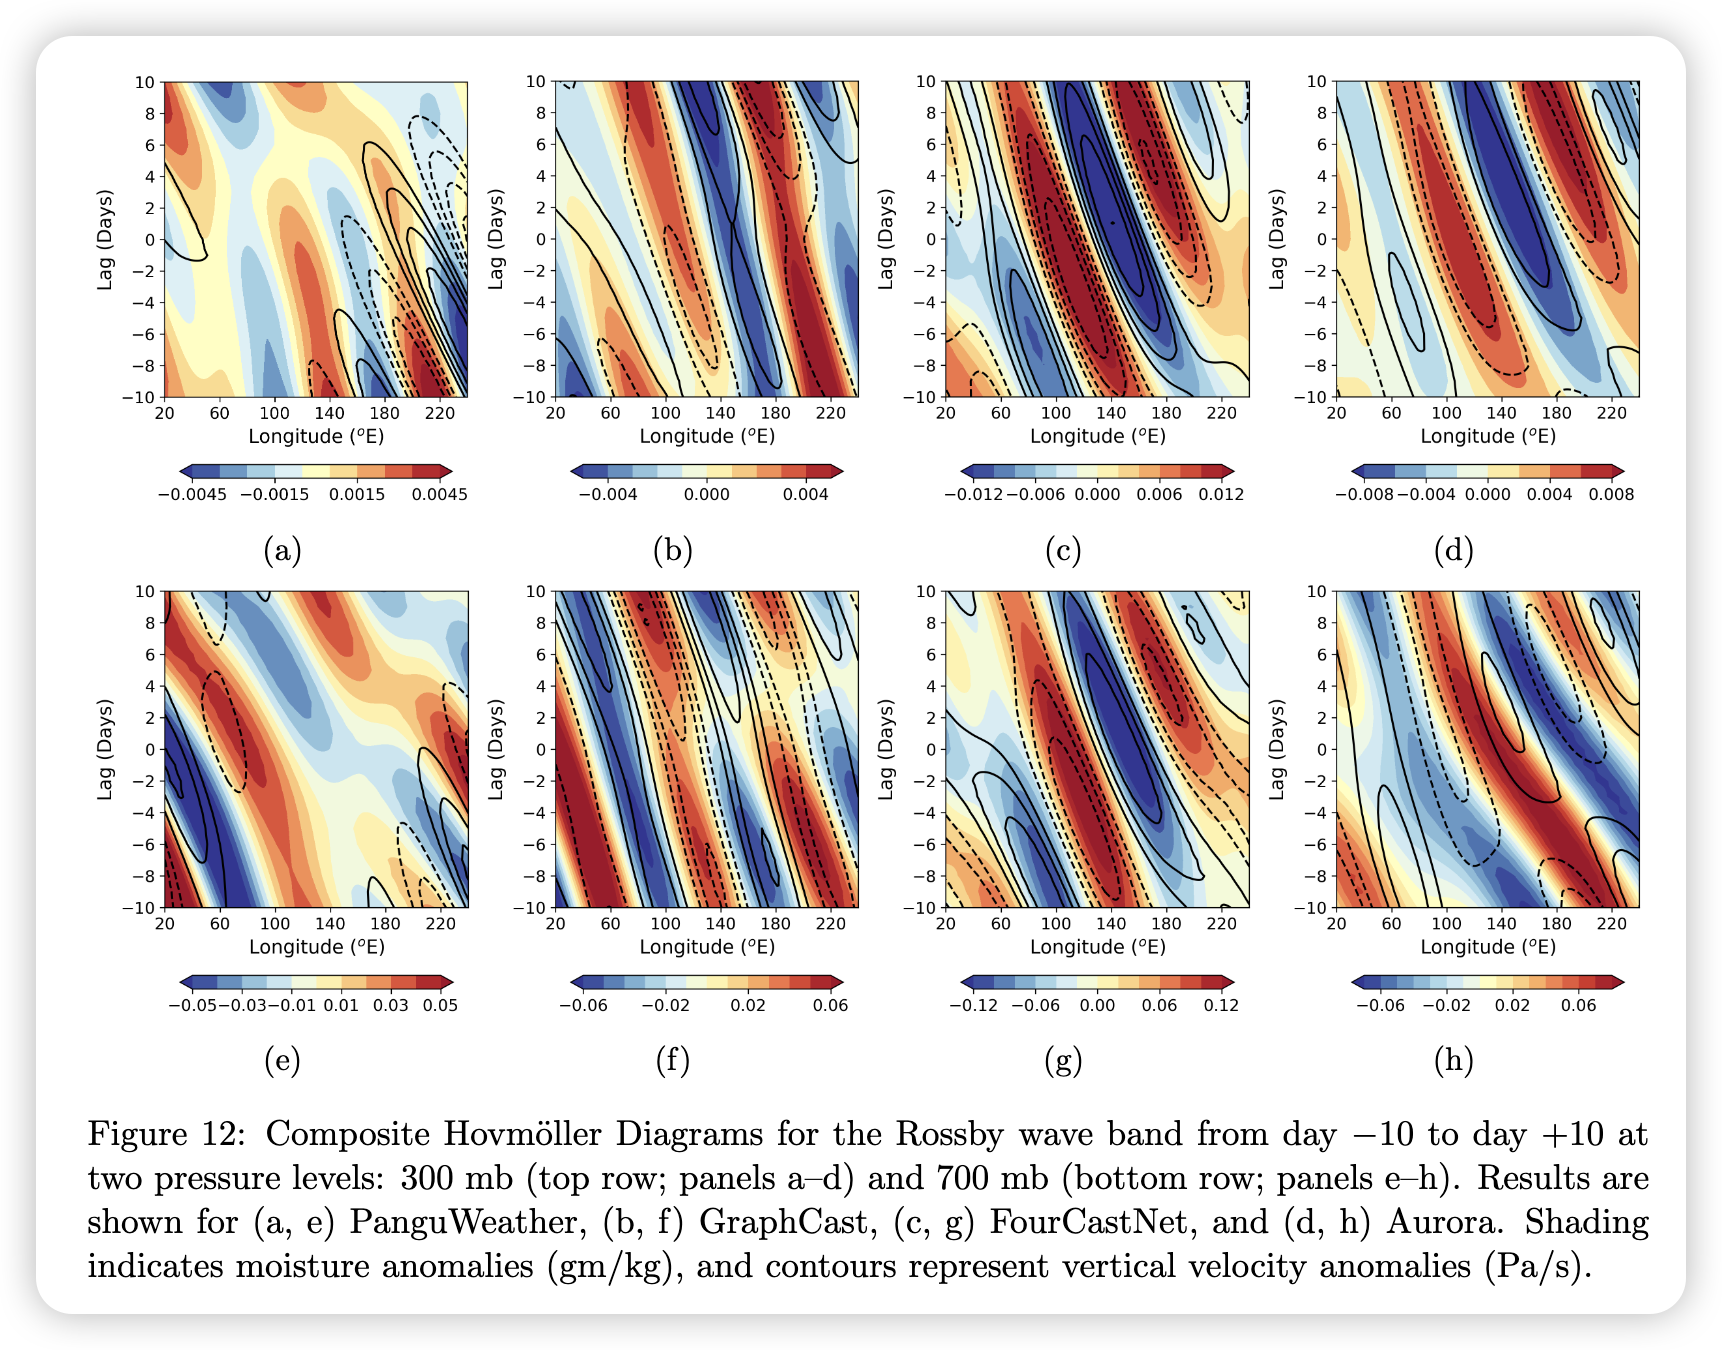 10
8
6
4
2
0
−2
−4
−6
−8
−10
Lag (Days)
20 60 100 140 180 220
Longitude (°E)
−0.0045 −0.0015 0.0015 0.0045
(a)
10
8
6
4
2
0
−2
−4
−6
−8
−10
Lag (Days)
20 60 100 140 180 220
Longitude (°E)
−0.004 0.000 0.004
(b)
10
8
6
4
2
0
−2
−4
−6
−8
−10
Lag (Days)
20 60 100 140 180 220
Longitude (°E)
−0.012 −0.006 0.000 0.006 0.012
(c)
10
8
6
4
2
0
−2
−4
−6
−8
−10
Lag (Days)
20 60 100 140 180 220
Longitude (°E)
−0.008 −0.004 0.000 0.004 0.008
(d)
10
8
6
4
2
0
−2
−4
−6
−8
−10
Lag (Days)
20 60 100 140 180 220
Longitude (°E)
−0.05 −0.03 −0.01 0.01 0.03 0.05
(e)
10
8
6
4
2
0
−2
−4
−6
−8
−10
Lag (Days)
20 60 100 140 180 220
Longitude (°E)
−0.06 −0.02 0.02 0.06
(f)
10
8
6
4
2
0
−2
−4
−6
−8
−10
Lag (Days)
20 60 100 140 180 220
Longitude (°E)
−0.12 −0.06 0.00 0.06 0.12
(g)
10
8
6
4
2
0
−2
−4
−6
−8
−10
Lag (Days)
20 60 100 140 180 220
Longitude (°E)
−0.06 −0.02 0.02 0.06
(h)
Figure 12: Composite Hovmöller Diagrams for the Rossby wave band from day −10 to day +10 at
two pressure levels: 300 mb (top row; panels a–d) and 700 mb (bottom row; panels e–h). Results are
shown for (a, e) PanguWeather, (b, f) GraphCast, (c, g) FourCastNet, and (d, h) Aurora. Shading
indicates moisture anomalies (gm/kg), and contours represent vertical velocity anomalies (Pa/s).